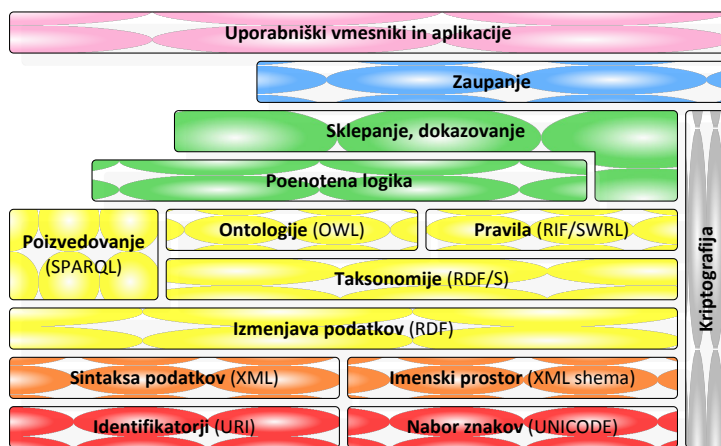 Uporabniški vmesniki in aplikacije
Zaupanje
Sklepanje, dokazovanje
Poenotena logika
Poizvedovanje
(SPARQL)
Ontologije (OWL)
Pravila (RIF/SWRL)
Taksonomije (RDF/S)
Izmenjava podatkov (RDF)
Sintaksa podatkov (XML)
Imenski prostor (XML shema)
Identifikatorji (URI)
Nabor znakov (UNICODE)
Kriptografija